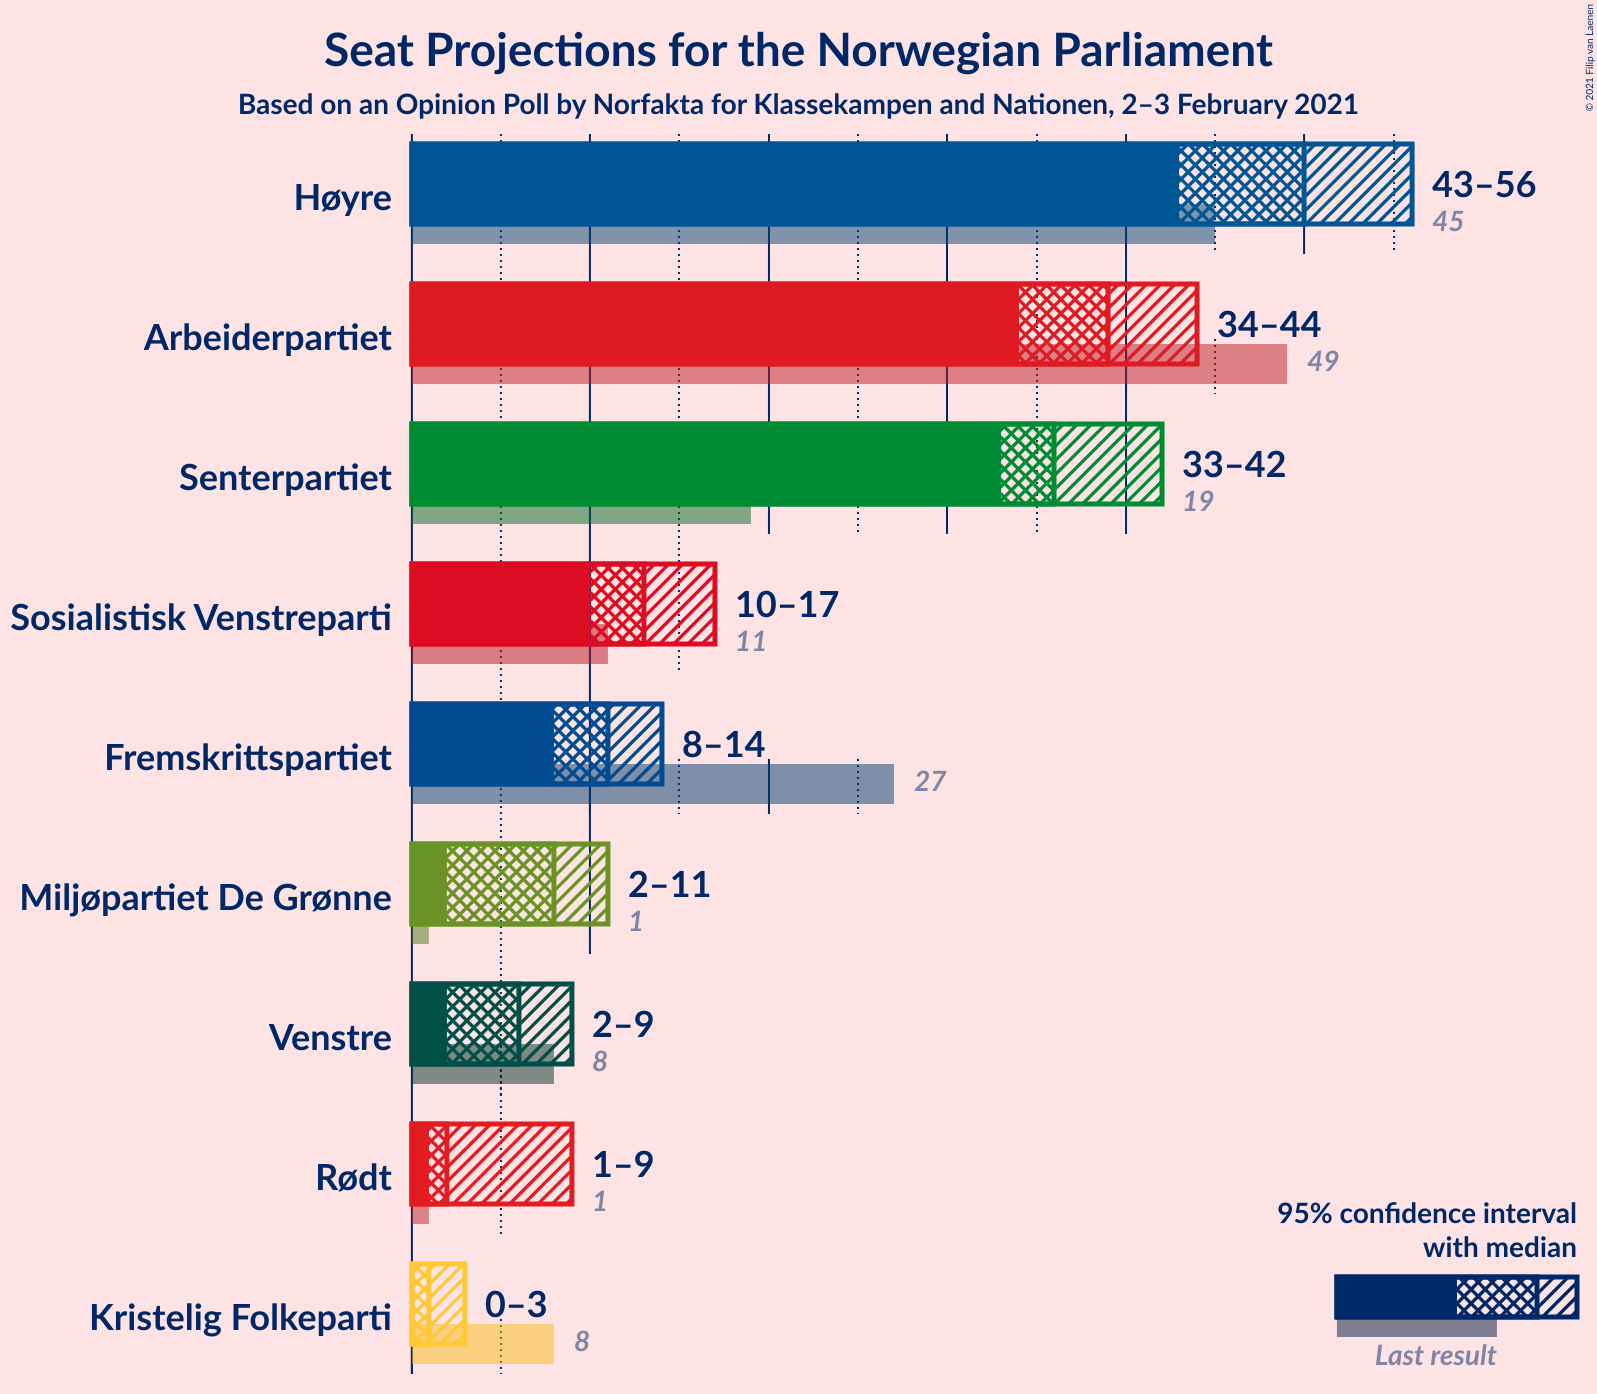 Seat Projections for the Norwegian Parliament
Based on an Opinion Poll by Norfakta for Klassekampen and Nationen, 2–3 February 2021
© 2021 Filip van Laenen
Høyre
43–56
45
Arbeiderpartiet
34–44
49
Senterpartiet
33–42
19
Sosialistisk Venstreparti
10–17
11
Fremskrittspartiet
8–14
27
Miljøpartiet De Grønne
2–11
1
Venstre
2–9
8
Rødt
1–9
1
Kristelig Folkeparti
0–3
8
95% confidence interval
with median
Last result